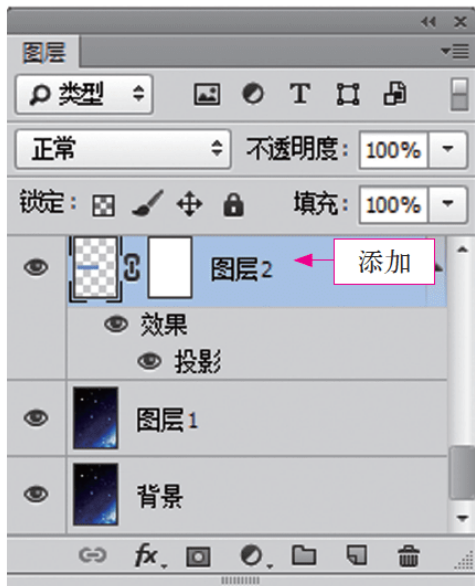 图层
类型
正常 不透明度: 100%
锁定: 填充: 100%
图层2 添加
效果
投影
图层1
背景
fx